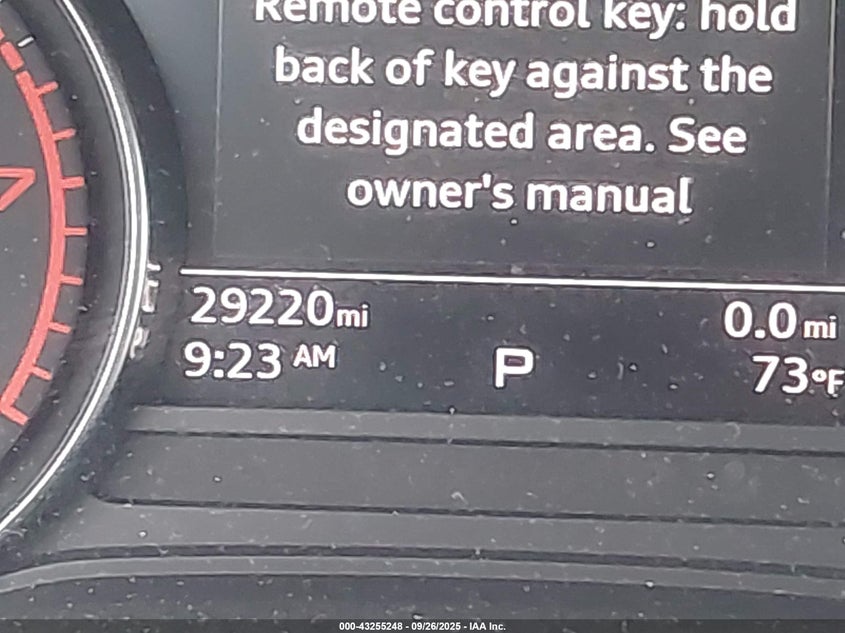 Remote control key: hold
back of key against the
designated area. See
owner's manual
29220mi 0.0mi
9:23 AM P 73°F
7
000-43255248 - 09/26/2025 - IAA Inc.